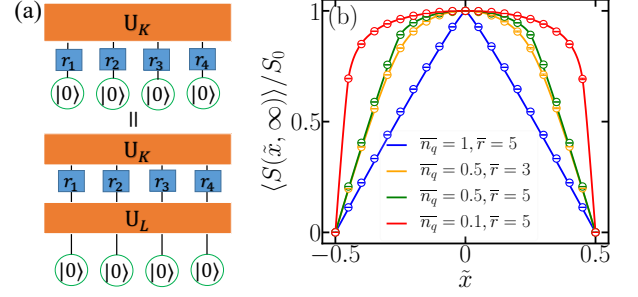 (a)
U_K
r_1 r_2 r_3 r_4
|0⟩ |0⟩ |0⟩ |0⟩
=
U_K
r_1 r_2 r_3 r_4
U_L
|0⟩ |0⟩ |0⟩ |0⟩
(b)
⟨S(x̃, ∞)⟩/S_0
1
0.5
0
n̅_q = 1, r̅ = 5
n̅_q = 0.5, r̅ = 3
n̅_q = 0.5, r̅ = 5
n̅_q = 0.1, r̅ = 5
−0.5 0 0.5
x̃